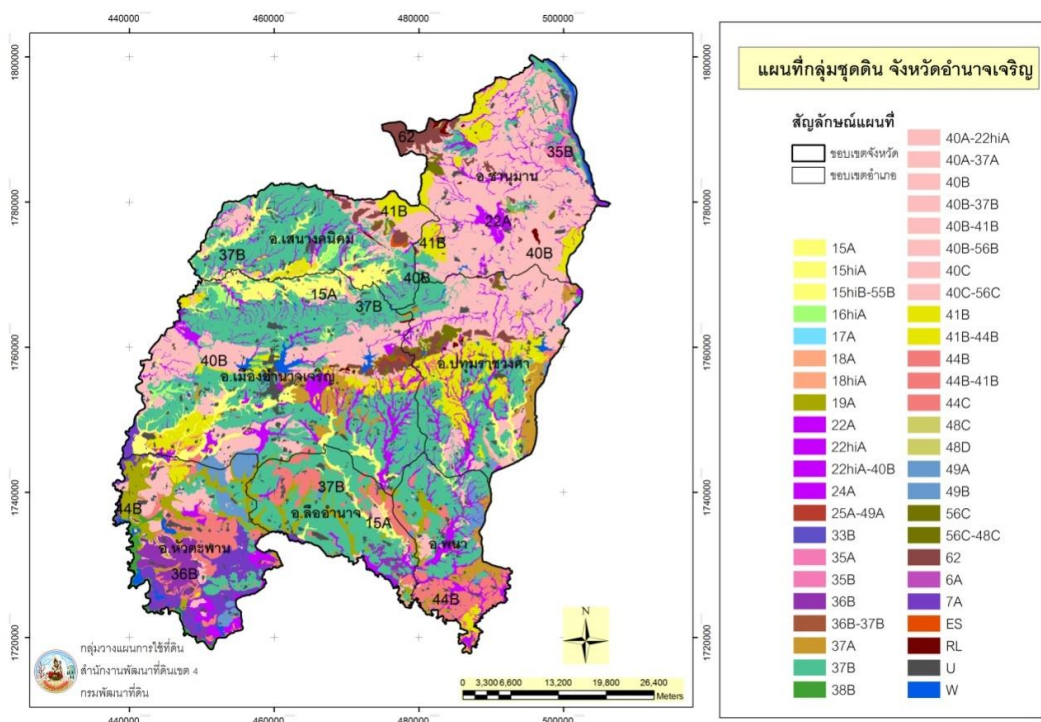 แผนที่กลุ่มชุดดิน จังหวัดอำนาจเจริญ
สัญลักษณ์แผนที่
ขอบเขตจังหวัด
ขอบเขตอำเภอ
15A
15hiA
15hiB-55B
16hiA
17A
18A
18hiA
19A
22A
22hiA
22hiA-40B
24A
25A-49A
33B
35A
35B
36B
36B-37B
37A
37B
38B
40A-22hiA
40A-37A
40B
40B-37B
40B-41B
40B-56B
40C
40C-56C
41B
41B-44B
44B
44B-41B
44C
48C
48D
49A
49B
56C
56C-48C
62
6A
7A
ES
RL
U
W
440000 460000 480000 500000
1800000
1780000
1760000
1740000
1720000
62
35B
อ.ชานุมาน
41B
22A
อ.เสนางคนิคม
41B
37B
40B
40B
15A
37B
40B
อ.ปทุมราชวงศา
อ.เมืองอำนาจเจริญ
37B
44B
อ.ลืออำนาจ
15A
อ.หัวตะพาน
อ.พนา
36B
44B
N
กลุ่มวางแผนการใช้ที่ดิน
สำนักงานพัฒนาที่ดินเขต 4
กรมพัฒนาที่ดิน
0 3,300 6,600 13,200 19,800 26,400
Meters
440000 460000 480000 500000
1800000
1780000
1760000
1740000
1720000